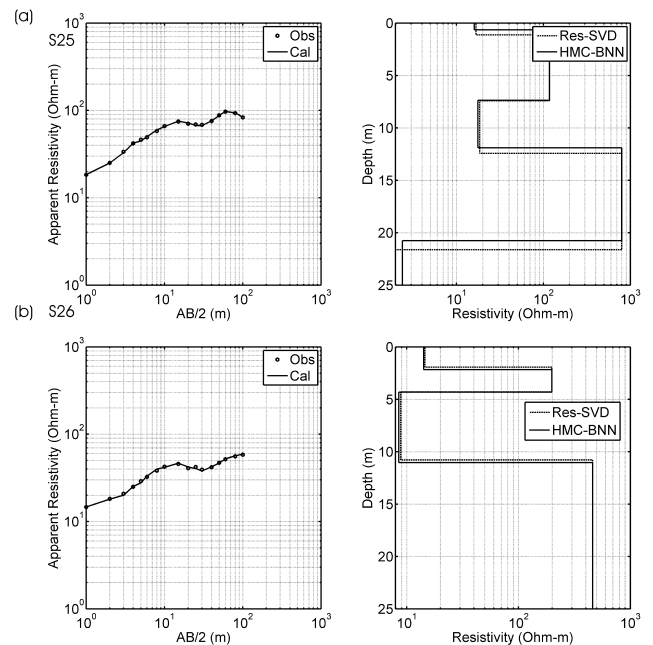 (a)
S25
Apparent Resistivity (Ohm-m)
10^3
10^2
10^1
10^0
Obs
Cal
10^0 10^1 10^2 10^3
AB/2 (m)
Depth (m)
0
5
10
15
20
25
Res-SVD
HMC-BNN
10^1 10^2 10^3
Resistivity (Ohm-m)
(b)
S26
Apparent Resistivity (Ohm-m)
10^3
10^2
10^1
10^0
Obs
Cal
10^0 10^1 10^2 10^3
AB/2 (m)
Depth (m)
0
5
10
15
20
25
Res-SVD
HMC-BNN
10^1 10^2 10^3
Resistivity (Ohm-m)